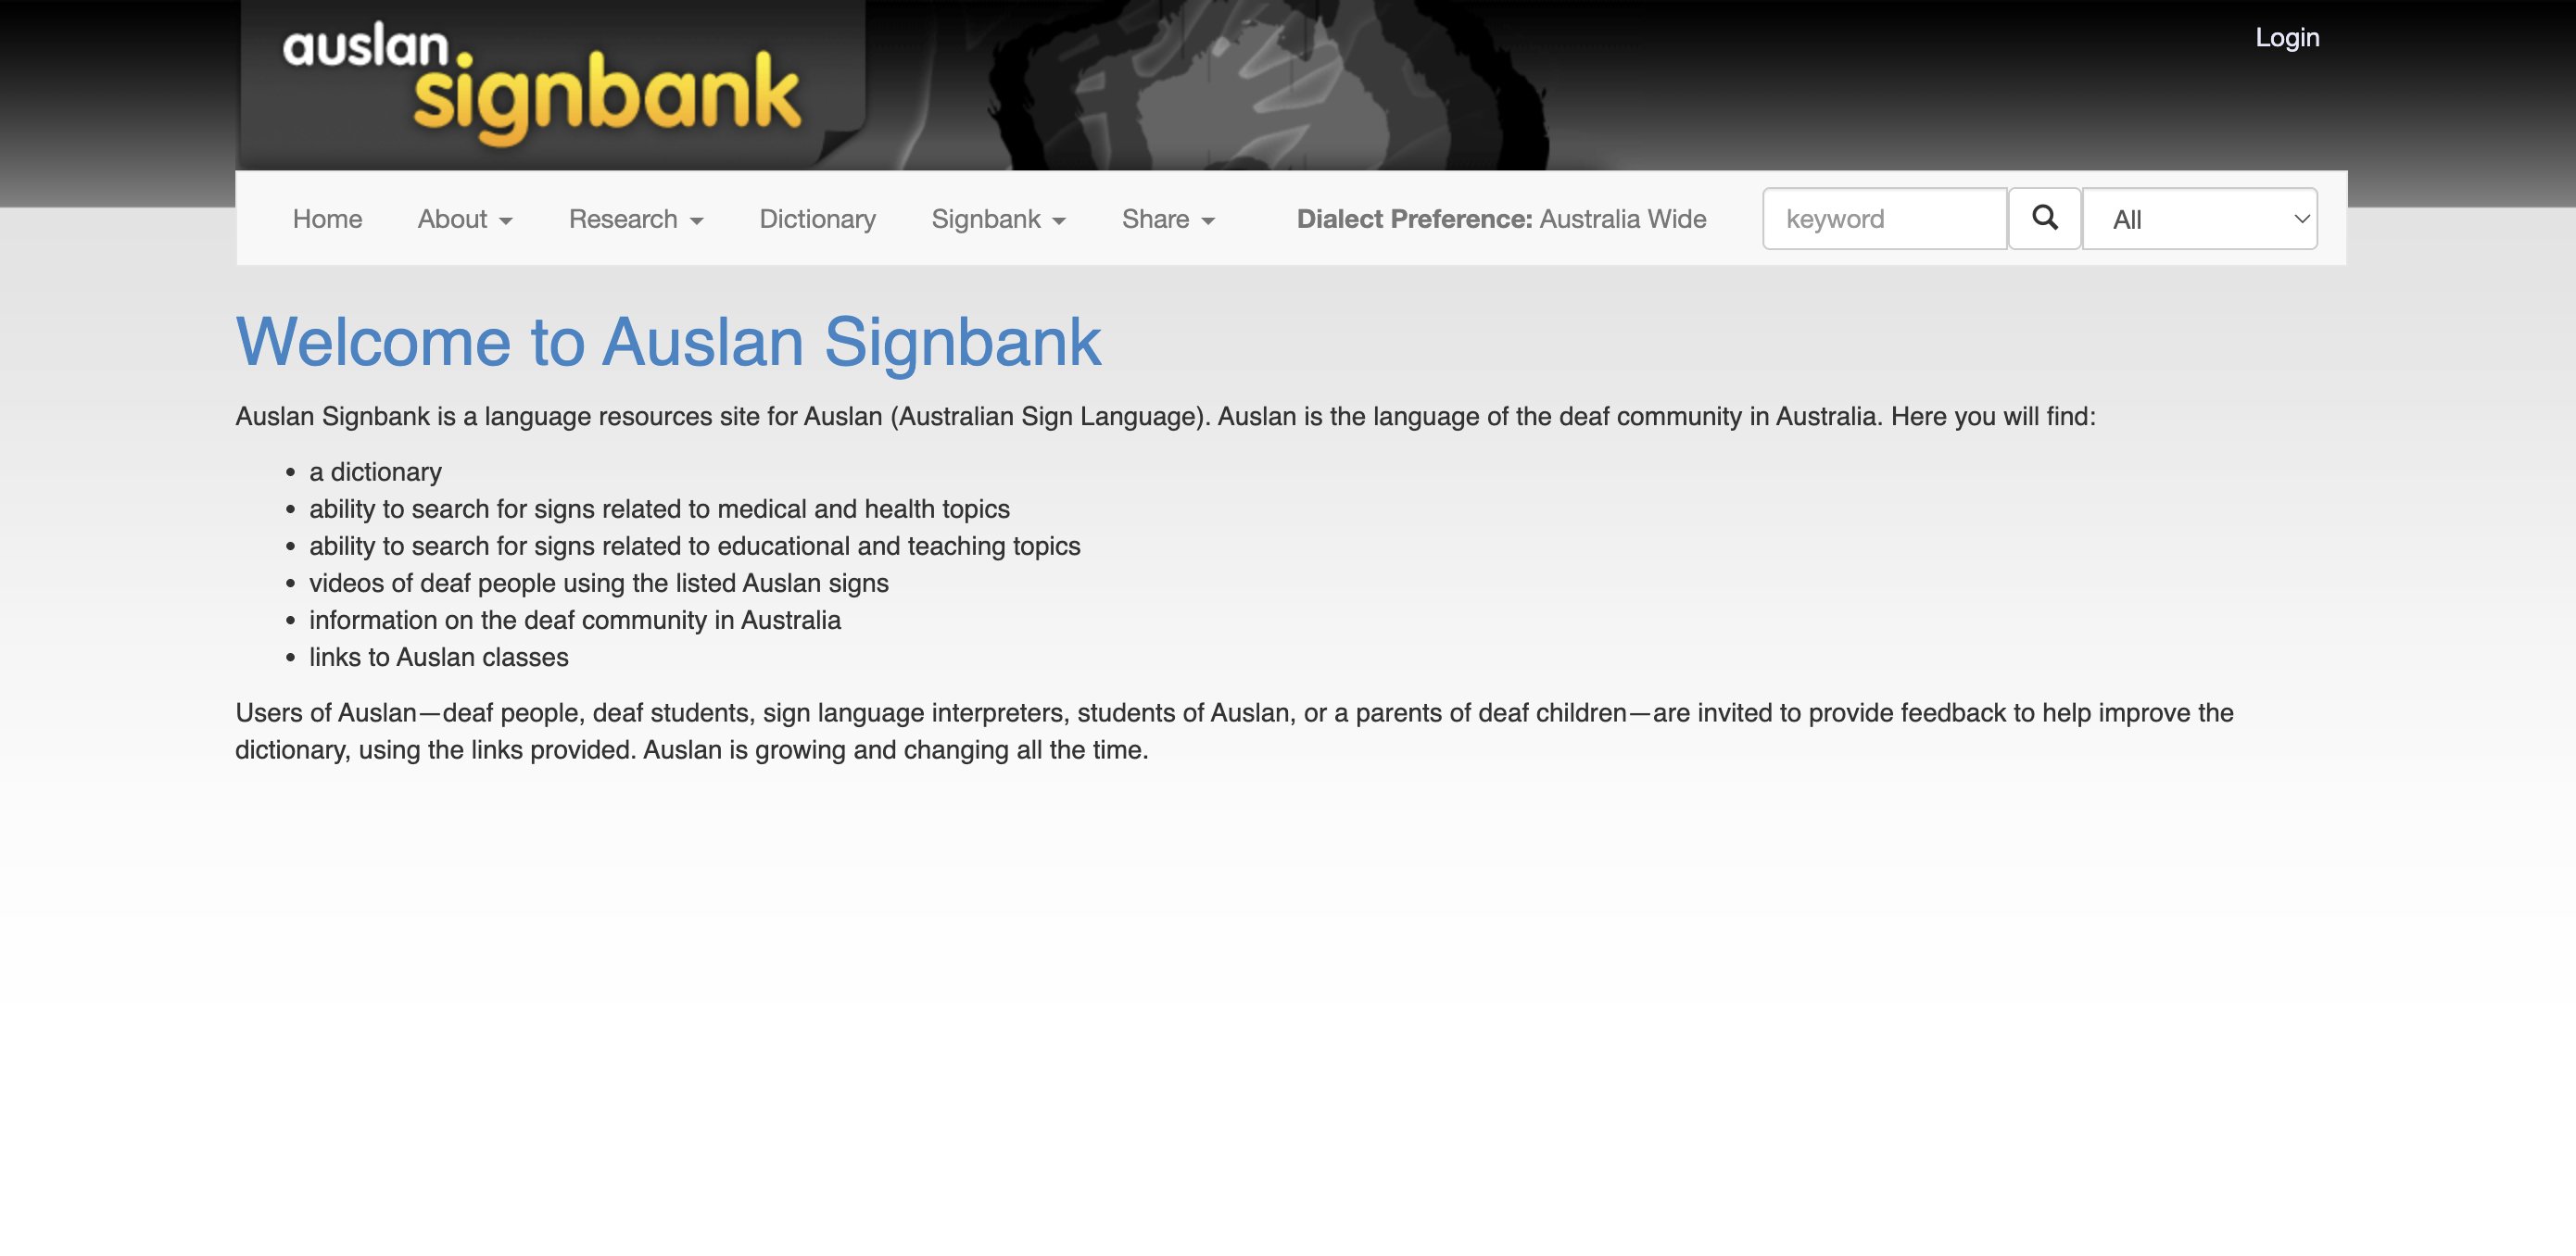 auslan
signbank
Login
Home About Research Dictionary Signbank Share Dialect Preference: Australia Wide keyword All
Welcome to Auslan Signbank
Auslan Signbank is a language resources site for Auslan (Australian Sign Language). Auslan is the language of the deaf community in Australia. Here you will find:
• a dictionary
• ability to search for signs related to medical and health topics
• ability to search for signs related to educational and teaching topics
• videos of deaf people using the listed Auslan signs
• information on the deaf community in Australia
• links to Auslan classes
Users of Auslan—deaf people, deaf students, sign language interpreters, students of Auslan, or a parents of deaf children—are invited to provide feedback to help improve the
dictionary, using the links provided. Auslan is growing and changing all the time.